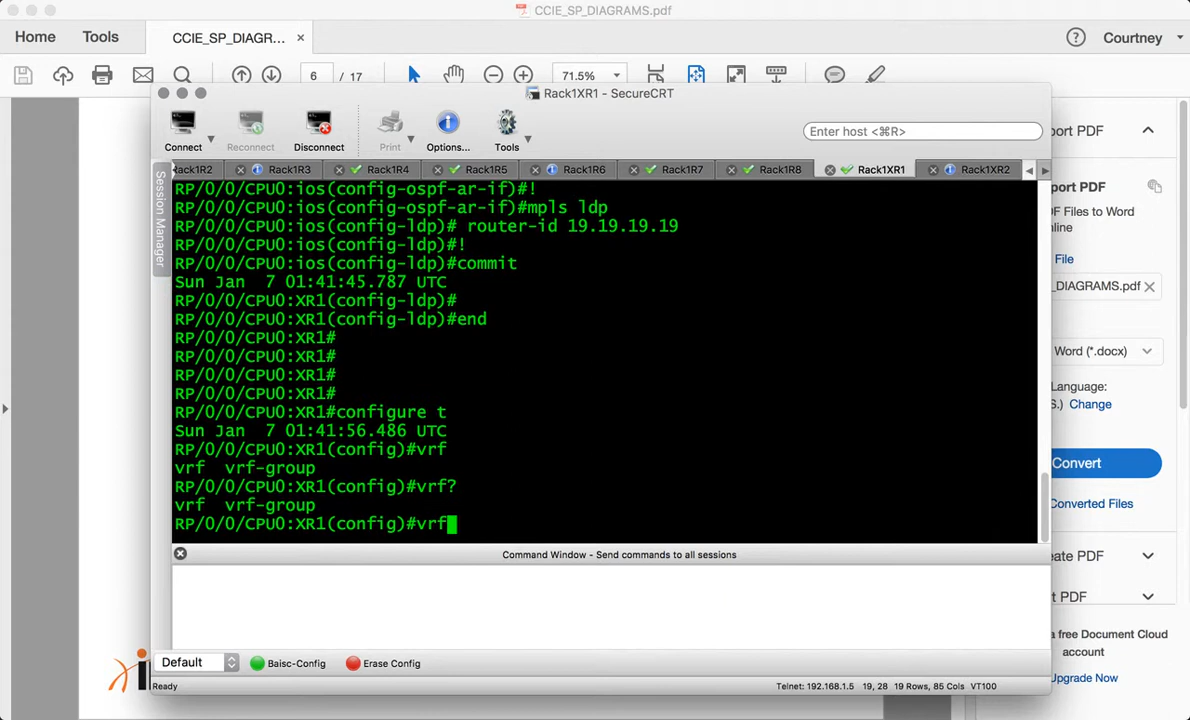 CCIE_SP_DIAGRAMS.pdf
Home Tools CCIE_SP_DIAGR... × ? Courtney
6 / 17 71.5%
Rack1XR1 - SecureCRT
Connect Reconnect Disconnect Print Options... Tools Enter host <⌘R>
Rack1R2 Rack1R3 Rack1R4 Rack1R5 Rack1R6 Rack1R7 Rack1R8 Rack1XR1 Rack1XR2
Session Manager
RP/0/0/CPU0:ios(config-ospf-ar-if)#!
RP/0/0/CPU0:ios(config-ospf-ar-if)#mpls ldp
RP/0/0/CPU0:ios(config-ldp)# router-id 19.19.19.19
RP/0/0/CPU0:ios(config-ldp)#!
RP/0/0/CPU0:ios(config-ldp)#commit
Sun Jan  7 01:41:45.787 UTC
RP/0/0/CPU0:XR1(config-ldp)#
RP/0/0/CPU0:XR1(config-ldp)#end
RP/0/0/CPU0:XR1#
RP/0/0/CPU0:XR1#
RP/0/0/CPU0:XR1#
RP/0/0/CPU0:XR1#
RP/0/0/CPU0:XR1#configure t
Sun Jan  7 01:41:56.486 UTC
RP/0/0/CPU0:XR1(config)#vrf
vrf  vrf-group
RP/0/0/CPU0:XR1(config)#vrf?
vrf  vrf-group
RP/0/0/CPU0:XR1(config)#vrf
Command Window - Send commands to all sessions
Default Baisc-Config Erase Config
Ready Telnet: 192.168.1.5 19, 28 19 Rows, 85 Cols VT100
port PDF
port PDF
DF Files to Word
nline
File
_DIAGRAMS.pdf ×
Word (*.docx)
Language:
S.) Change
Convert
Converted Files
eate PDF
t PDF
a free Document Cloud
account
Upgrade Now